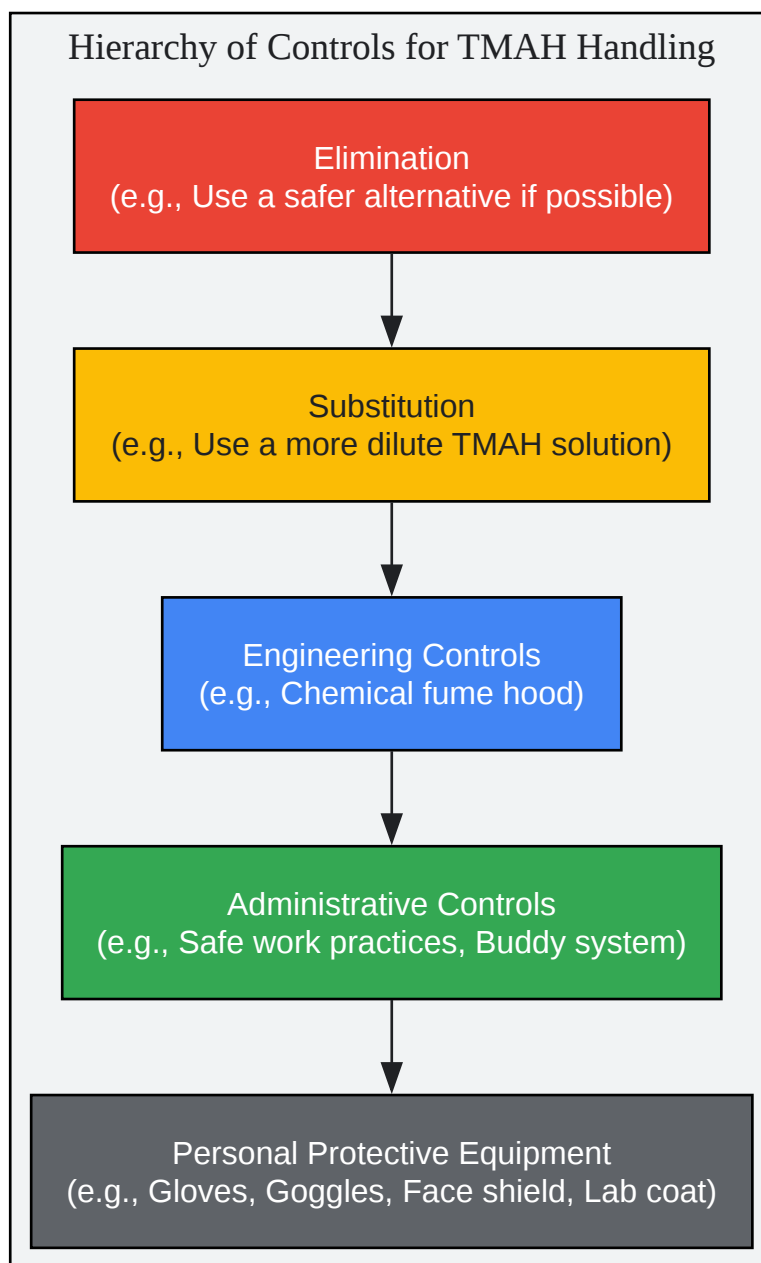 Hierarchy of Controls for TMAH Handling
Elimination
(e.g., Use a safer alternative if possible)
Substitution
(e.g., Use a more dilute TMAH solution)
Engineering Controls
(e.g., Chemical fume hood)
Administrative Controls
(e.g., Safe work practices, Buddy system)
Personal Protective Equipment
(e.g., Gloves, Goggles, Face shield, Lab coat)